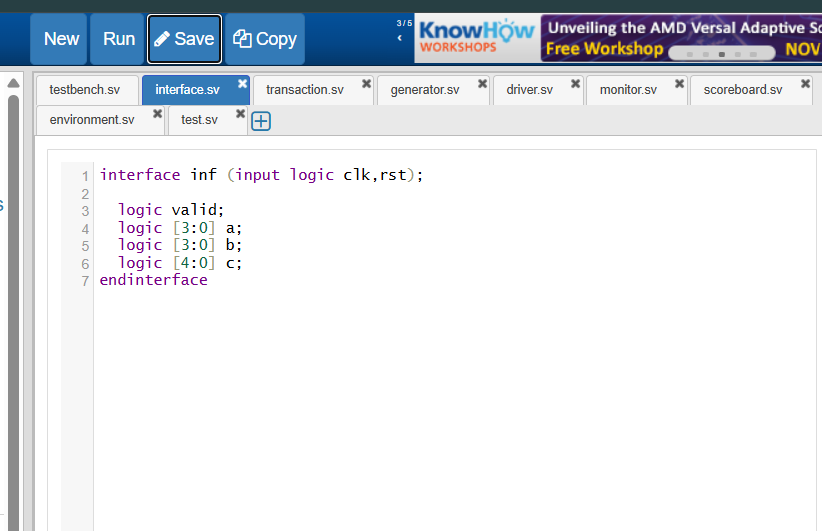 New Run Save Copy
3/5
KnowHow
WORKSHOPS
Unveiling the AMD Versal Adaptive
Free Workshop
NOV
testbench.sv interface.sv transaction.sv generator.sv driver.sv monitor.sv scoreboard.sv
environment.sv test.sv
1 interface inf (input logic clk,rst);
2
3 logic valid;
4 logic [3:0] a;
5 logic [3:0] b;
6 logic [4:0] c;
7 endinterface